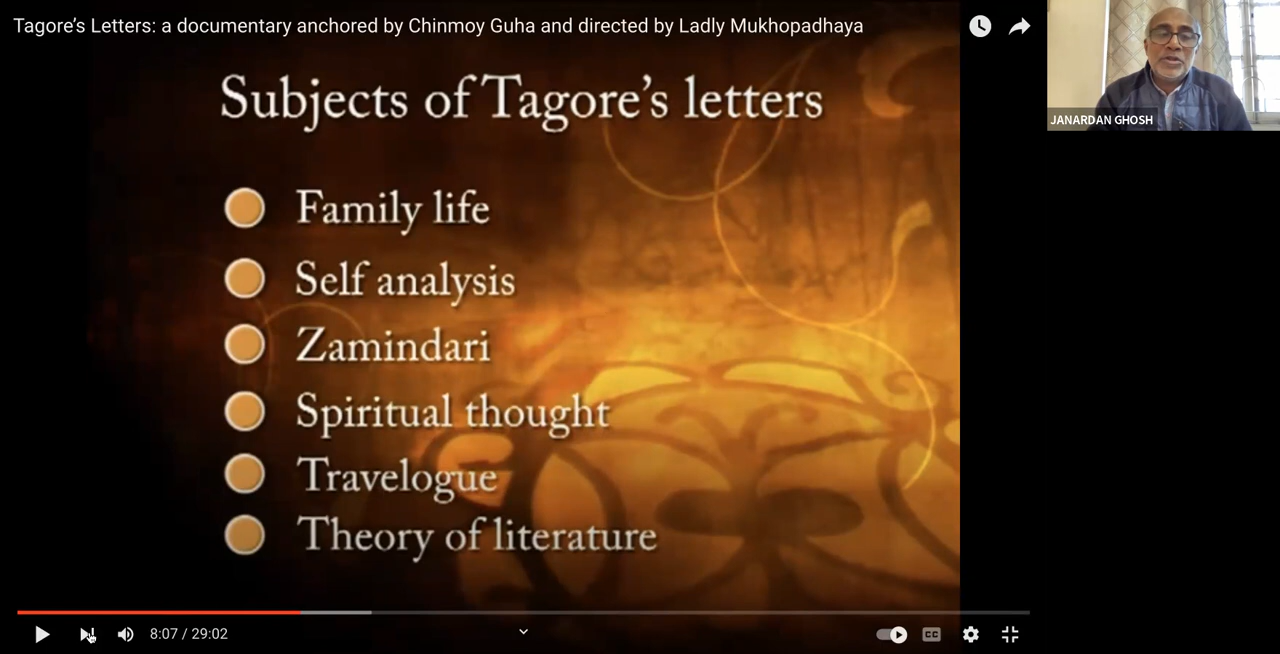 Tagore’s Letters: a documentary anchored by Chinmoy Guha and directed by Ladly Mukhopadhaya
Subjects of Tagore’s letters
Family life
Self analysis
Zamindari
Spiritual thought
Travelogue
Theory of literature
8:07 / 29:02
CC
JANARDAN GHOSH